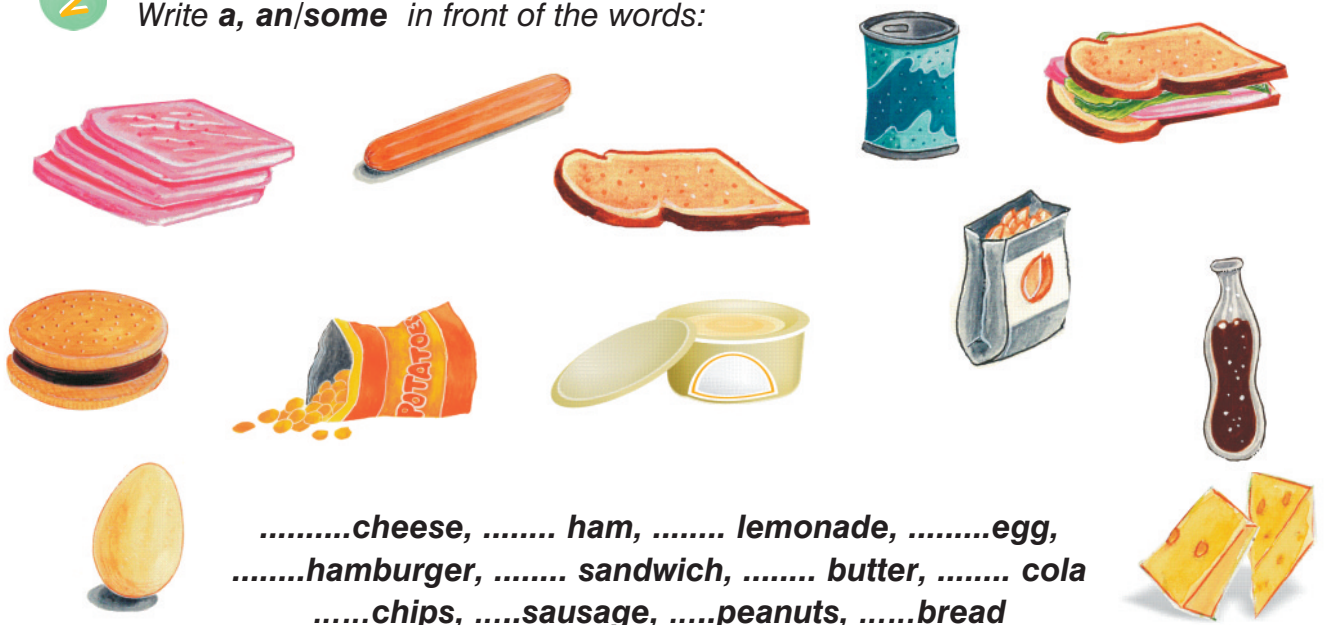 2
Write a, an/some in front of the words:
POTATOES
..........cheese, ........ ham, ........ lemonade, .........egg,
........hamburger, ........ sandwich, ........ butter, ........ cola
......chips, .....sausage, .....peanuts, ......bread